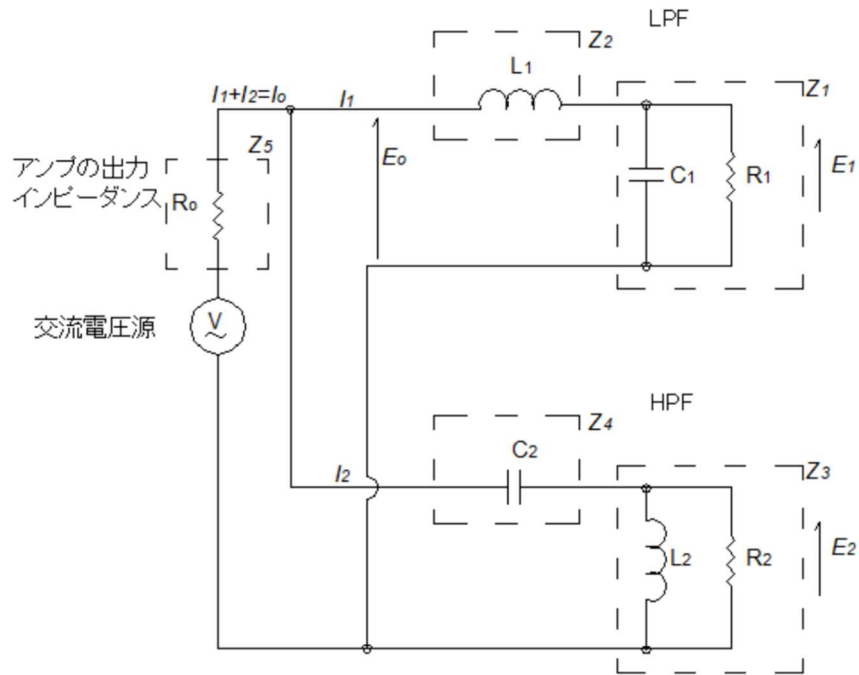 LPF
Z2
L1
I1+I2=Io
I1
Z1
Z5
アンプの出力
インピーダンス
Ro
Eo
C1
R1
E1
V
交流電圧源
HPF
Z4
C2
Z3
I2
L2
R2
E2